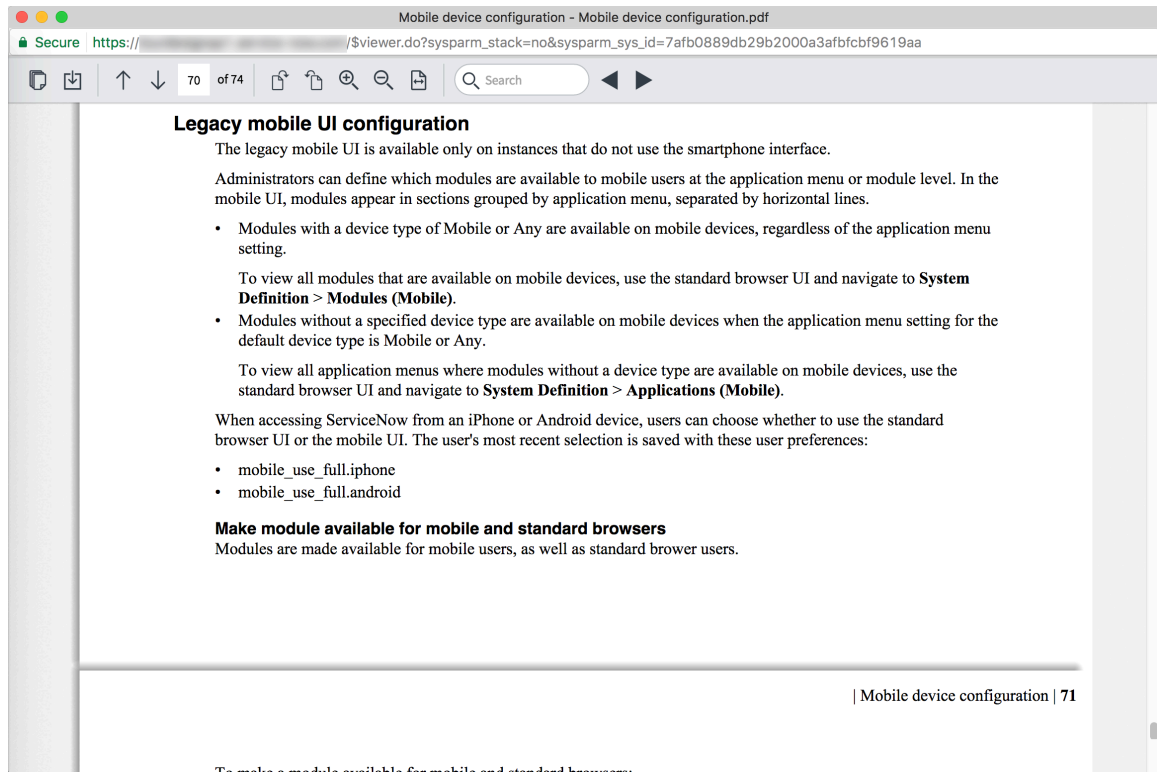 Mobile device configuration - Mobile device configuration.pdf
Secure https:// /$viewer.do?sysparm_stack=no&sysparm_sys_id=7afb0889db29b2000a3afbfcbf9619aa
70 of 74 Search
Legacy mobile UI configuration
The legacy mobile UI is available only on instances that do not use the smartphone interface.
Administrators can define which modules are available to mobile users at the application menu or module level. In the
mobile UI, modules appear in sections grouped by application menu, separated by horizontal lines.
• Modules with a device type of Mobile or Any are available on mobile devices, regardless of the application menu
setting.
To view all modules that are available on mobile devices, use the standard browser UI and navigate to System
Definition > Modules (Mobile).
• Modules without a specified device type are available on mobile devices when the application menu setting for the
default device type is Mobile or Any.
To view all application menus where modules without a device type are available on mobile devices, use the
standard browser UI and navigate to System Definition > Applications (Mobile).
When accessing ServiceNow from an iPhone or Android device, users can choose whether to use the standard
browser UI or the mobile UI. The user's most recent selection is saved with these user preferences:
• mobile_use_full.iphone
• mobile_use_full.android
Make module available for mobile and standard browsers
Modules are made available for mobile users, as well as standard brower users.
| Mobile device configuration | 71
To make a module available for mobile and standard browsers: